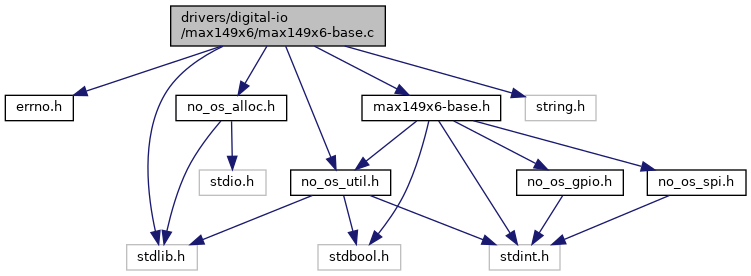 drivers/digital-io
/max149x6/max149x6-base.c
errno.h
no_os_alloc.h
max149x6-base.h
string.h
stdio.h
no_os_util.h
no_os_gpio.h
no_os_spi.h
stdlib.h
stdbool.h
stdint.h